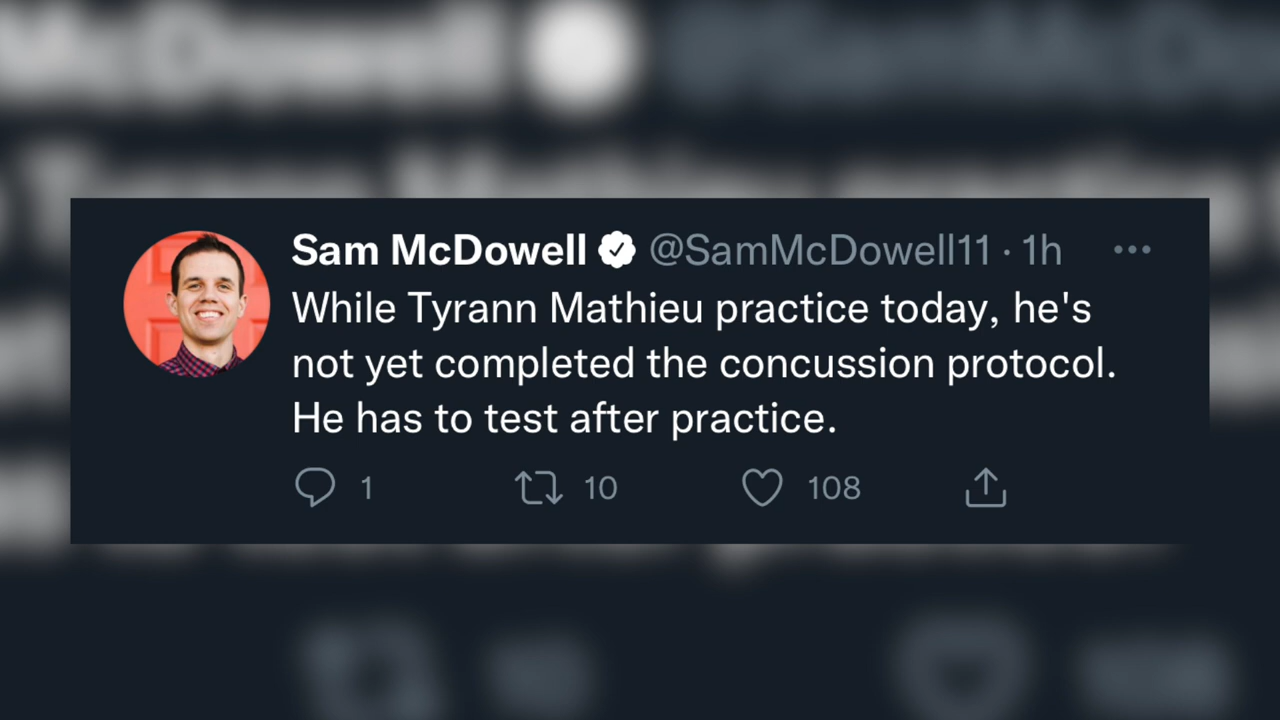 Sam McDowell @SamMcDowell11 · 1h
While Tyrann Mathieu practice today, he's
not yet completed the concussion protocol.
He has to test after practice.
1 10 108